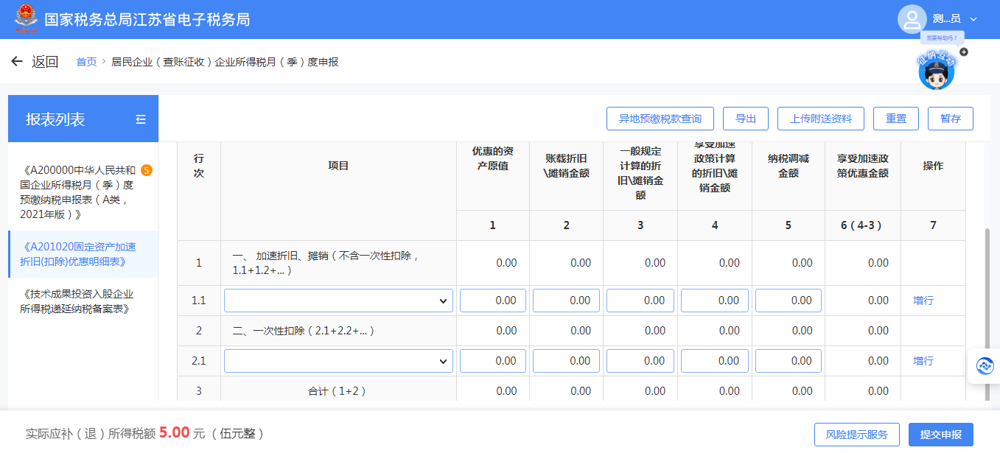 国家税务总局江苏省电子税务局
测...员
需要帮助吗？
返回
首页 > 居民企业（查账征收）企业所得税月（季）度申报
征纳互动
报表列表
异地预缴税款查询 导出 上传附送资料 重置 暂存
《A200000中华人民共和
国企业所得税月（季）度
预缴纳税申报表（A类，
2021年版）》
5
《A201020固定资产加速
折旧(扣除)优惠明细表》
《技术成果投资入股企业
所得税递延纳税备案表》
行
次
项目
优惠的资
产原值
账载折旧
\摊销金额
一般规定
计算的折
旧\摊销金
额
享受加速
政策计算
的折旧\摊
销金额
纳税调减
金额
享受加速政
策优惠金额
操作
1 2 3 4 5 6（4-3） 7
1 一、 加速折旧、摊销（不含一次性扣除，
1.1+1.2+...）
0.00 0.00 0.00 0.00 0.00 0.00
1.1 0.00 0.00 0.00 0.00 0.00 0.00 增行
2 二、一次性扣除（2.1+2.2+...） 0.00 0.00 0.00 0.00 0.00 0.00
2.1 0.00 0.00 0.00 0.00 0.00 0.00 增行
3 合计（1+2） 0.00 0.00 0.00 0.00 0.00 0.00
实际应补（退）所得税额 5.00 元 （ 伍元整 ）
风险提示服务 提交申报